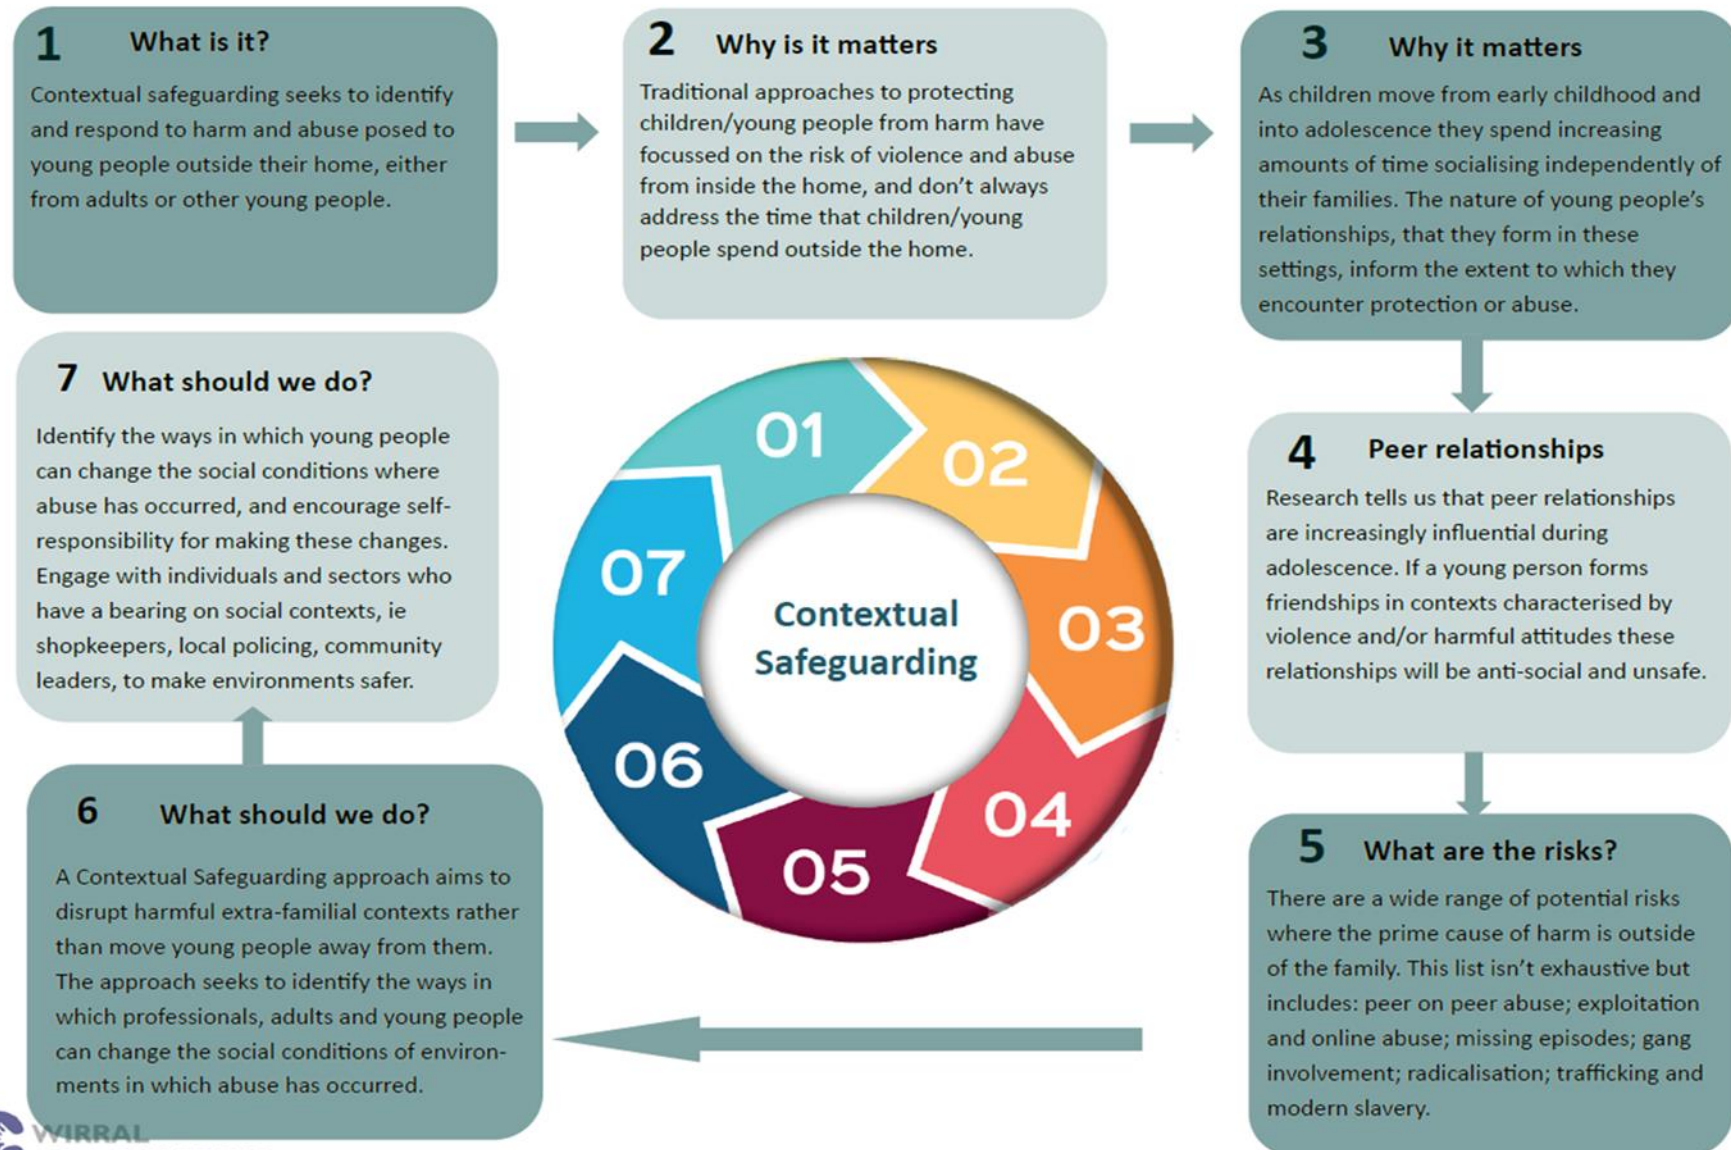 1 What is it?
Contextual safeguarding seeks to identify
and respond to harm and abuse posed to
young people outside their home, either
from adults or other young people.
2 Why is it matters
Traditional approaches to protecting
children/young people from harm have
focussed on the risk of violence and abuse
from inside the home, and don't always
address the time that children/young
people spend outside the home.
3 Why it matters
As children move from early childhood and
into adolescence they spend increasing
amounts of time socialising independently of
their families. The nature of young people's
relationships, that they form in these
settings, inform the extent to which they
encounter protection or abuse.
4 Peer relationships
Research tells us that peer relationships
are increasingly influential during
adolescence. If a young person forms
friendships in contexts characterised by
violence and/or harmful attitudes these
relationships will be anti-social and unsafe.
5 What are the risks?
There are a wide range of potential risks
where the prime cause of harm is outside
of the family. This list isn't exhaustive but
includes: peer on peer abuse; exploitation
and online abuse; missing episodes; gang
involvement; radicalisation; trafficking and
modern slavery.
6 What should we do?
A Contextual Safeguarding approach aims to
disrupt harmful extra-familial contexts rather
than move young people away from them.
The approach seeks to identify the ways in
which professionals, adults and young people
can change the social conditions of environ-
ments in which abuse has occurred.
7 What should we do?
Identify the ways in which young people
can change the social conditions where
abuse has occurred, and encourage self-
responsibility for making these changes.
Engage with individuals and sectors who
have a bearing on social contexts, ie
shopkeepers, local policing, community
leaders, to make environments safer.
01
02
03
04
05
06
07
Contextual
Safeguarding
WIRRAL